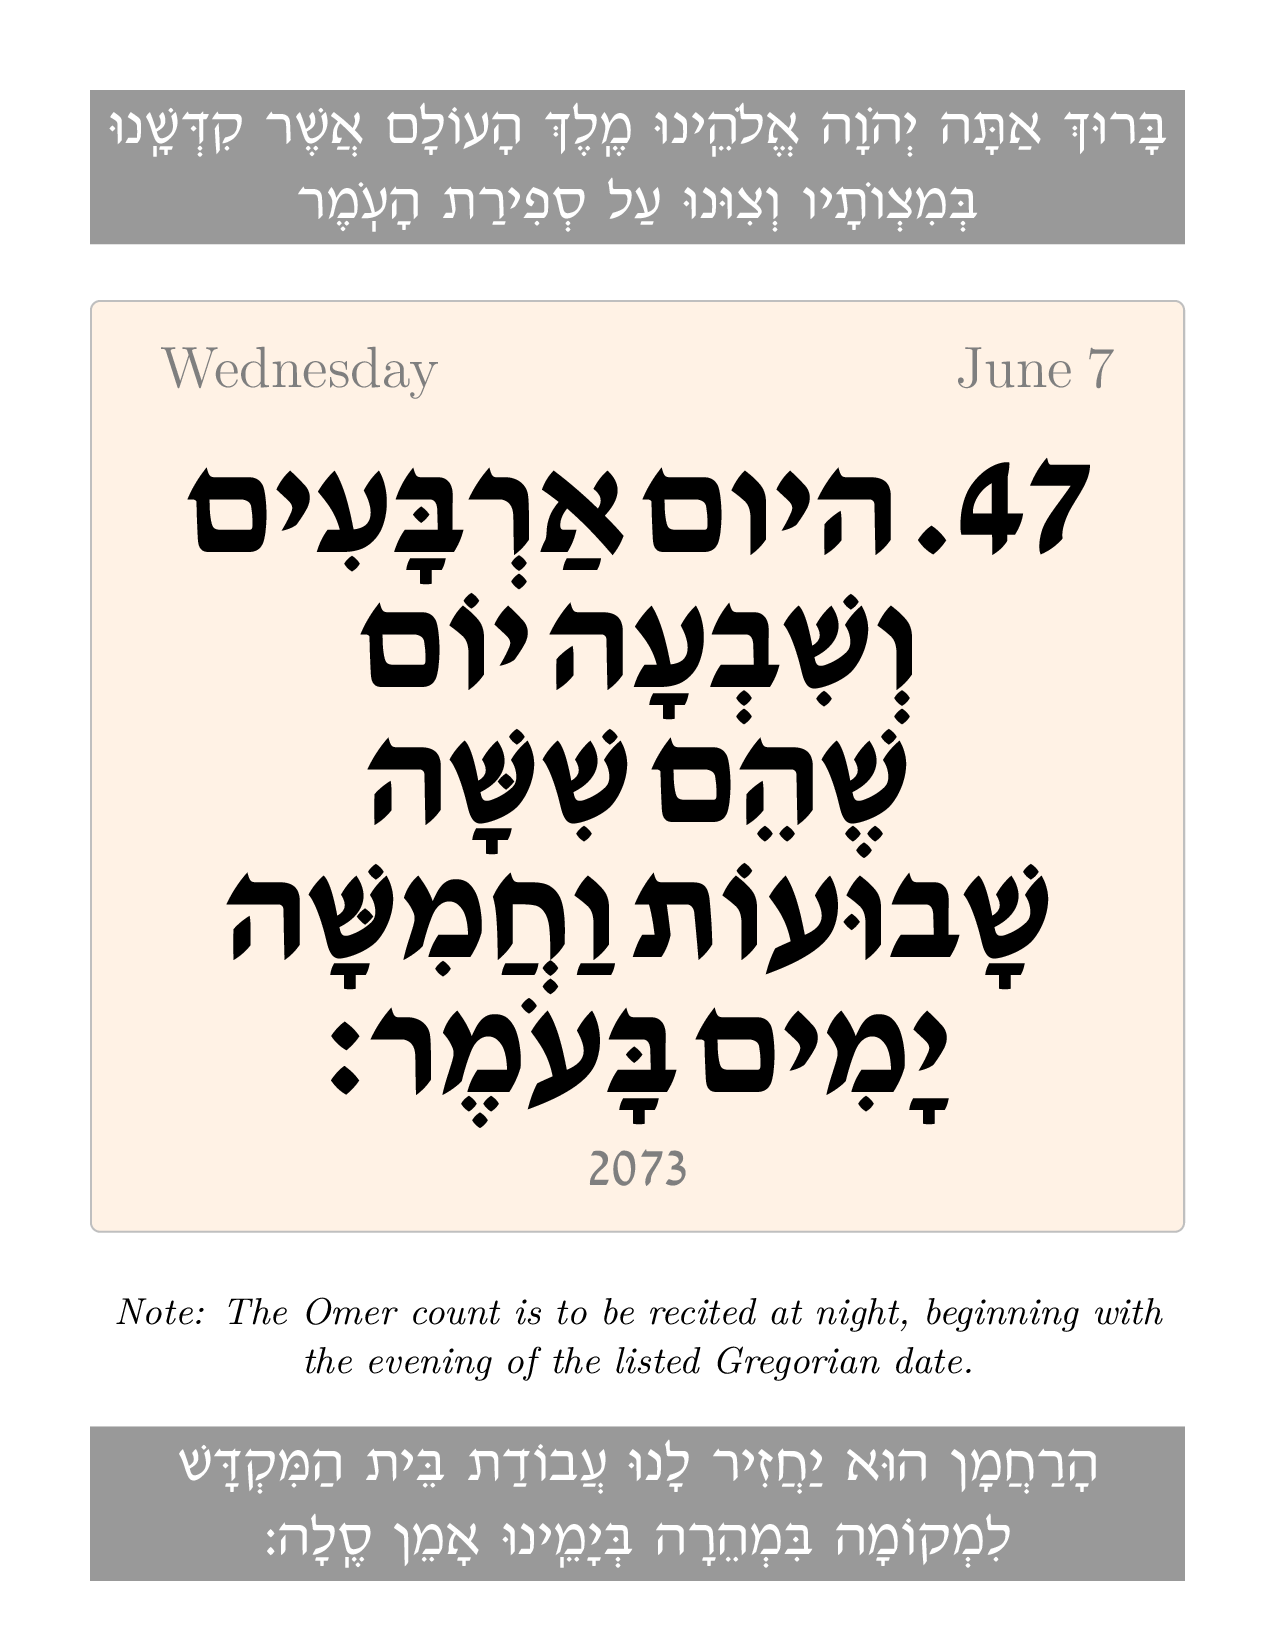 בָּרוּךְ אַתָּה יְהֹוָה אֱלֹהֵֽינוּ מֶֽלֶךְ הָעוֹלָם אֲשֶׁר קִדְּשָֽׁנוּ
בְּמִצְוֹתָיו וְצִוּנוּ עַל סְפִירַת הָעֽוֹמֶר
Wednesday June 7
47. היום אַרְבָּעִים
וְשִׁבְעָה יוֹם
שֶׁהֵם שִׁשָּׁה
שָׁבוּעוֹת וַחֲמִשָּׁה
יָמִים בָּעֹמֶר:
2073
Note: The Omer count is to be recited at night, beginning with
the evening of the listed Gregorian date.
הָרַחֲמָן הוּא יַחֲזִיר לָנוּ עֲבוֹדַת בֵּית הַמִּקְדָּשׁ
לִמְקוֹמָהּ בִּמְהֵרָה בְּיָמֵֽינוּ אָמֵן סֶֽלָה: